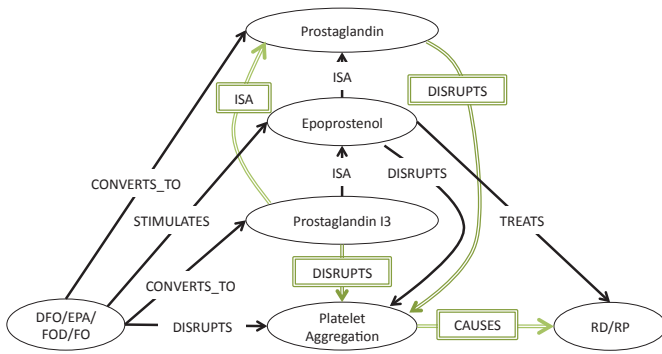 Prostaglandin
ISA
ISA
DISRUPTS
Epoprostenol
CONVERTS_TO
ISA
DISRUPTS
STIMULATES
Prostaglandin I3
TREATS
DISRUPTS
CONVERTS_TO
DFO/EPA/
FOD/FO
DISRUPTS
Platelet
Aggregation
CAUSES
RD/RP